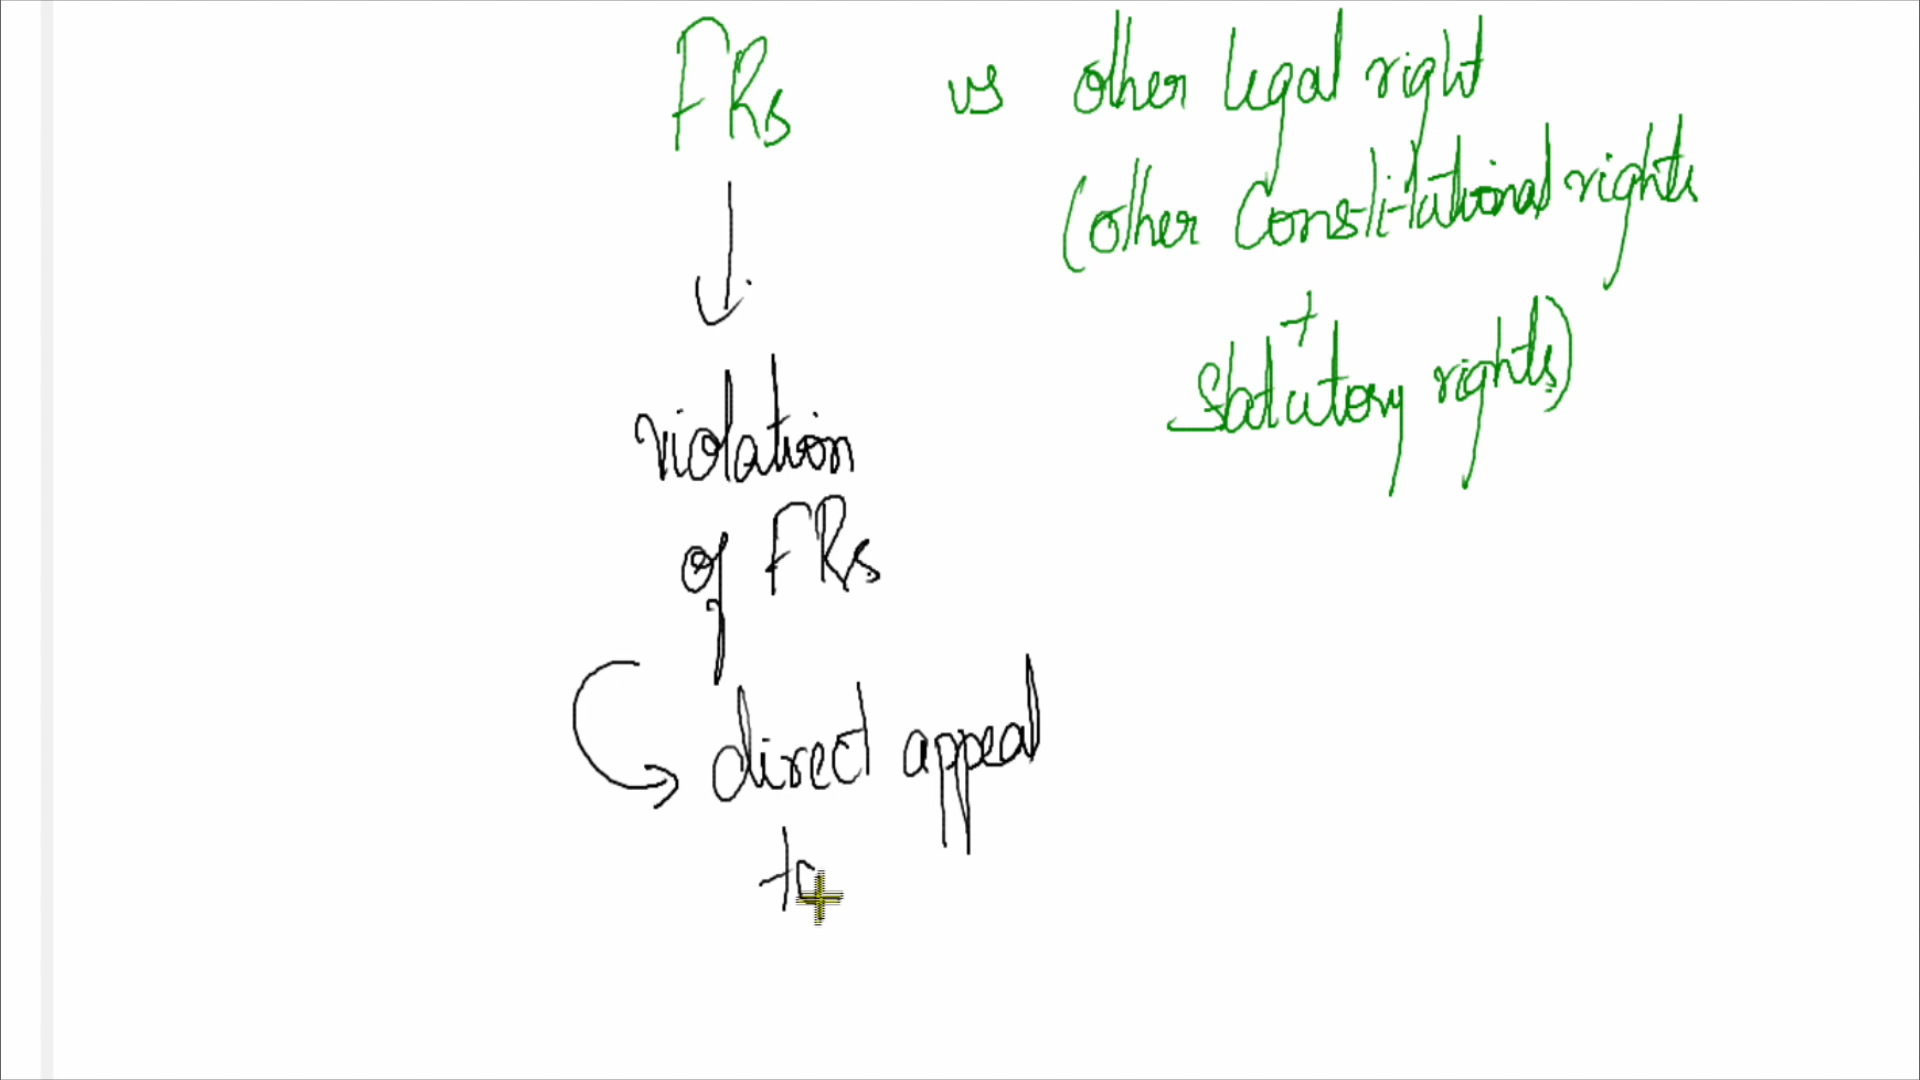 FRs vs other legal right
(other Constitutional rights
+
Statutory rights)
violation
of FRs
direct appeal
to